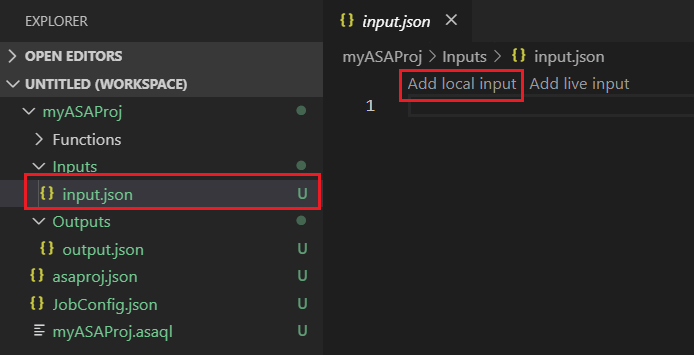 EXPLORER
OPEN EDITORS
UNTITLED (WORKSPACE)
myASAProj
Functions
Inputs
{} input.json U
Outputs
{} output.json U
{} asaproj.json U
{} JobConfig.json U
myASAProj.asaql U
{} input.json ×
myASAProj > Inputs > {} input.json
Add local input Add live input
1